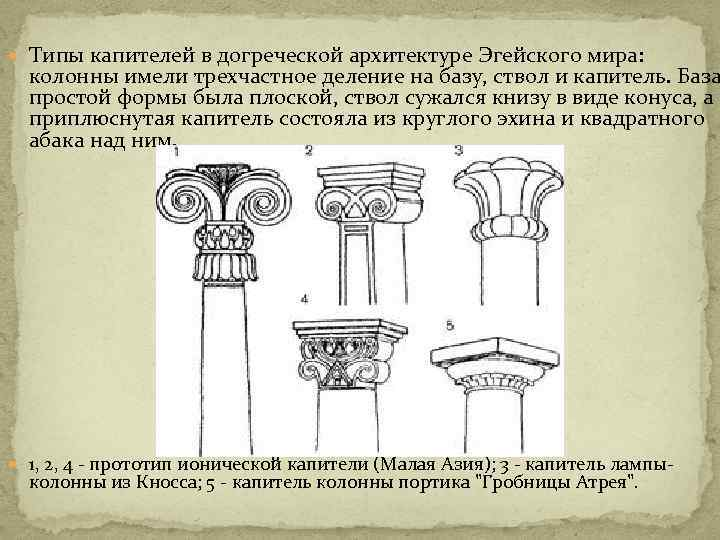 Типы капителей в догреческой архитектуре Эгейского мира:
колонны имели трехчастное деление на базу, ствол и капитель. База
простой формы была плоской, ствол сужался книзу в виде конуса, а
приплюснутая капитель состояла из круглого эхина и квадратного
абака над ним.
1 2 3
4 5
1, 2, 4 - прототип ионической капители (Малая Азия); 3 - капитель лампы-
колонны из Кносса; 5 - капитель колонны портика "Гробницы Атрея".